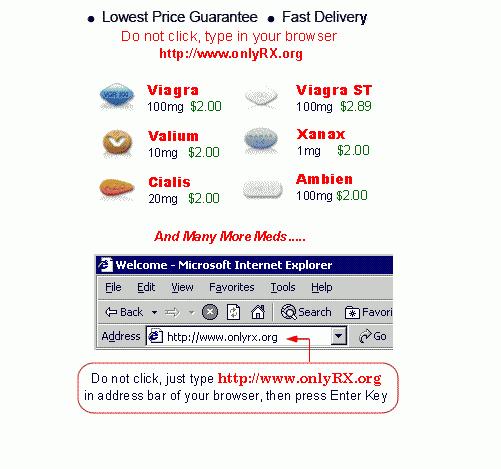 • Lowest Price Guarantee • Fast Delivery
Do not click, type in your browser
http://www.onlyRX.org
Viagra Viagra ST
100mg $2.00 100mg $2.89
Valium Xanax
10mg $2.00 1mg $2.00
Cialis Ambien
20mg $2.00 100mg $2.00
And Many More Meds.....
Welcome - Microsoft Internet Explorer
File Edit View Favorites Tools Help
Back Search Favori
Address http://www.onlyrx.org Go
Do not click, just type http://www.onlyRX.org
in address bar of your browser, then press Enter Key